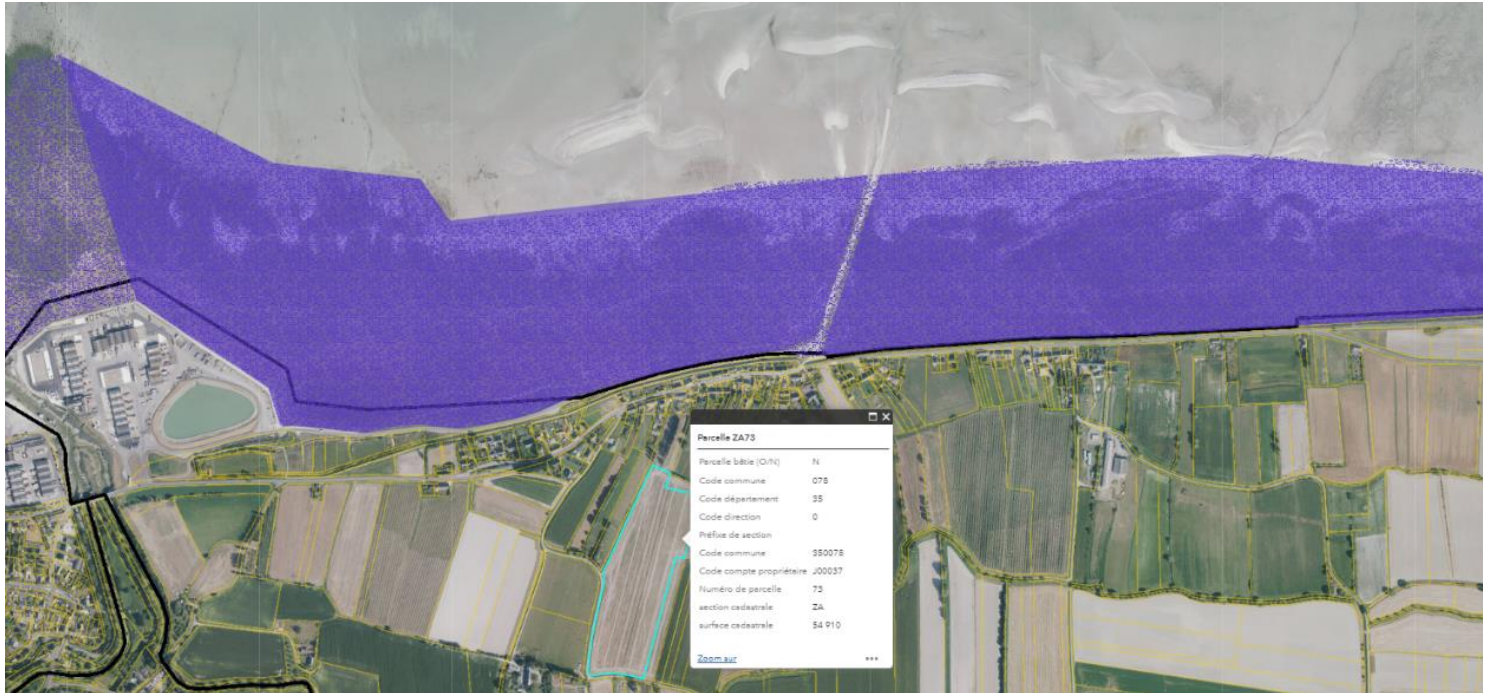 Parcelle ZA73
Parcelle bâtie (O/N) N
Code commune 078
Code département 35
Code direction 0
Préfixe de section
Code commune 350078
Code compte propriétaire J00037
Numéro de parcelle 73
section cadastrale ZA
surface cadastrale 54 910
Zoom sur